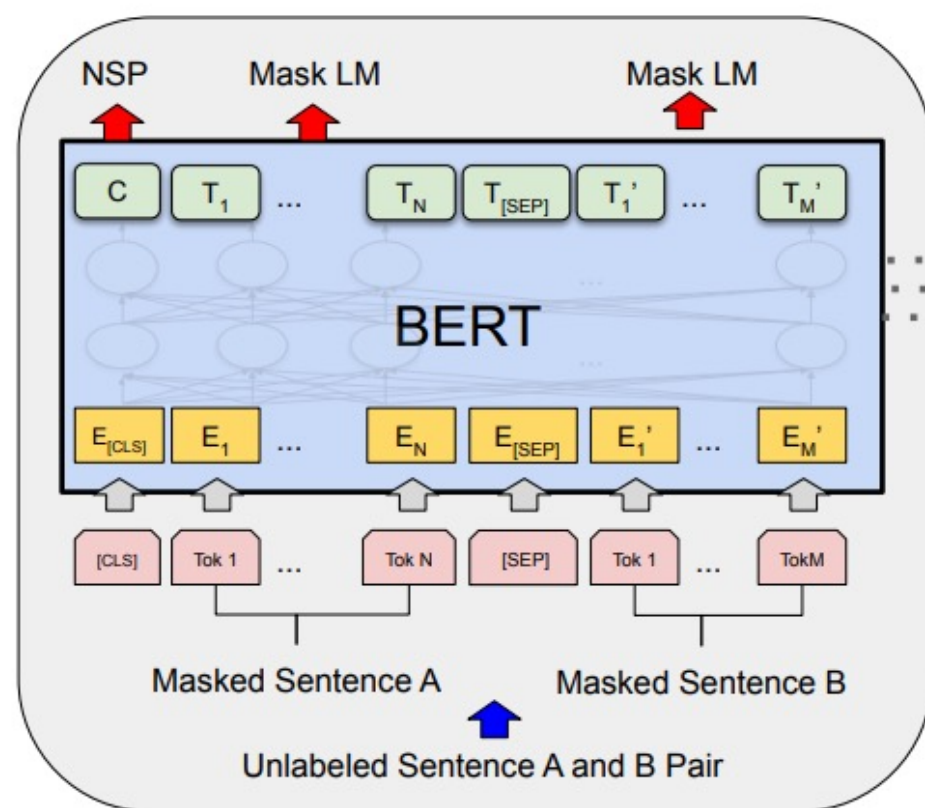 NSP Mask LM Mask LM
C T1 ... TN T[SEP] T1' ... TM'
...
BERT
...
E[CLS] E1 ... EN E[SEP] E1' ... EM'
[CLS] Tok 1 ... Tok N [SEP] Tok 1 ... TokM
Masked Sentence A Masked Sentence B
Unlabeled Sentence A and B Pair